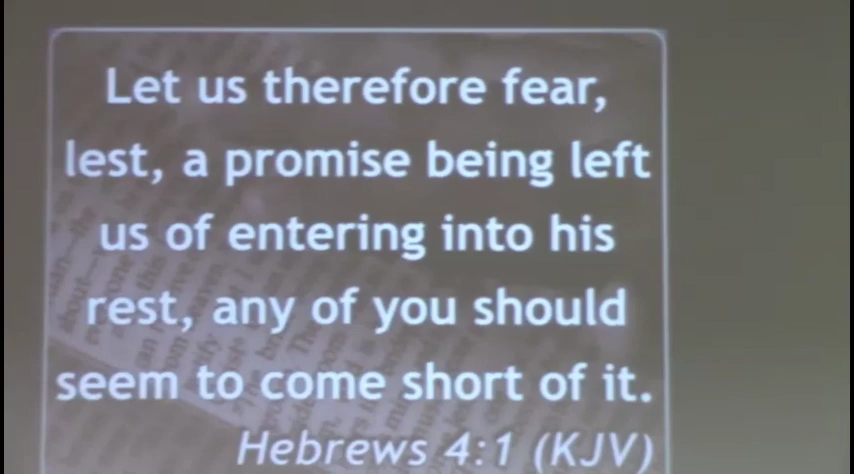 Let us therefore fear,
lest, a promise being left
us of entering into his
rest, any of you should
seem to come short of it.
Hebrews 4:1 (KJV)